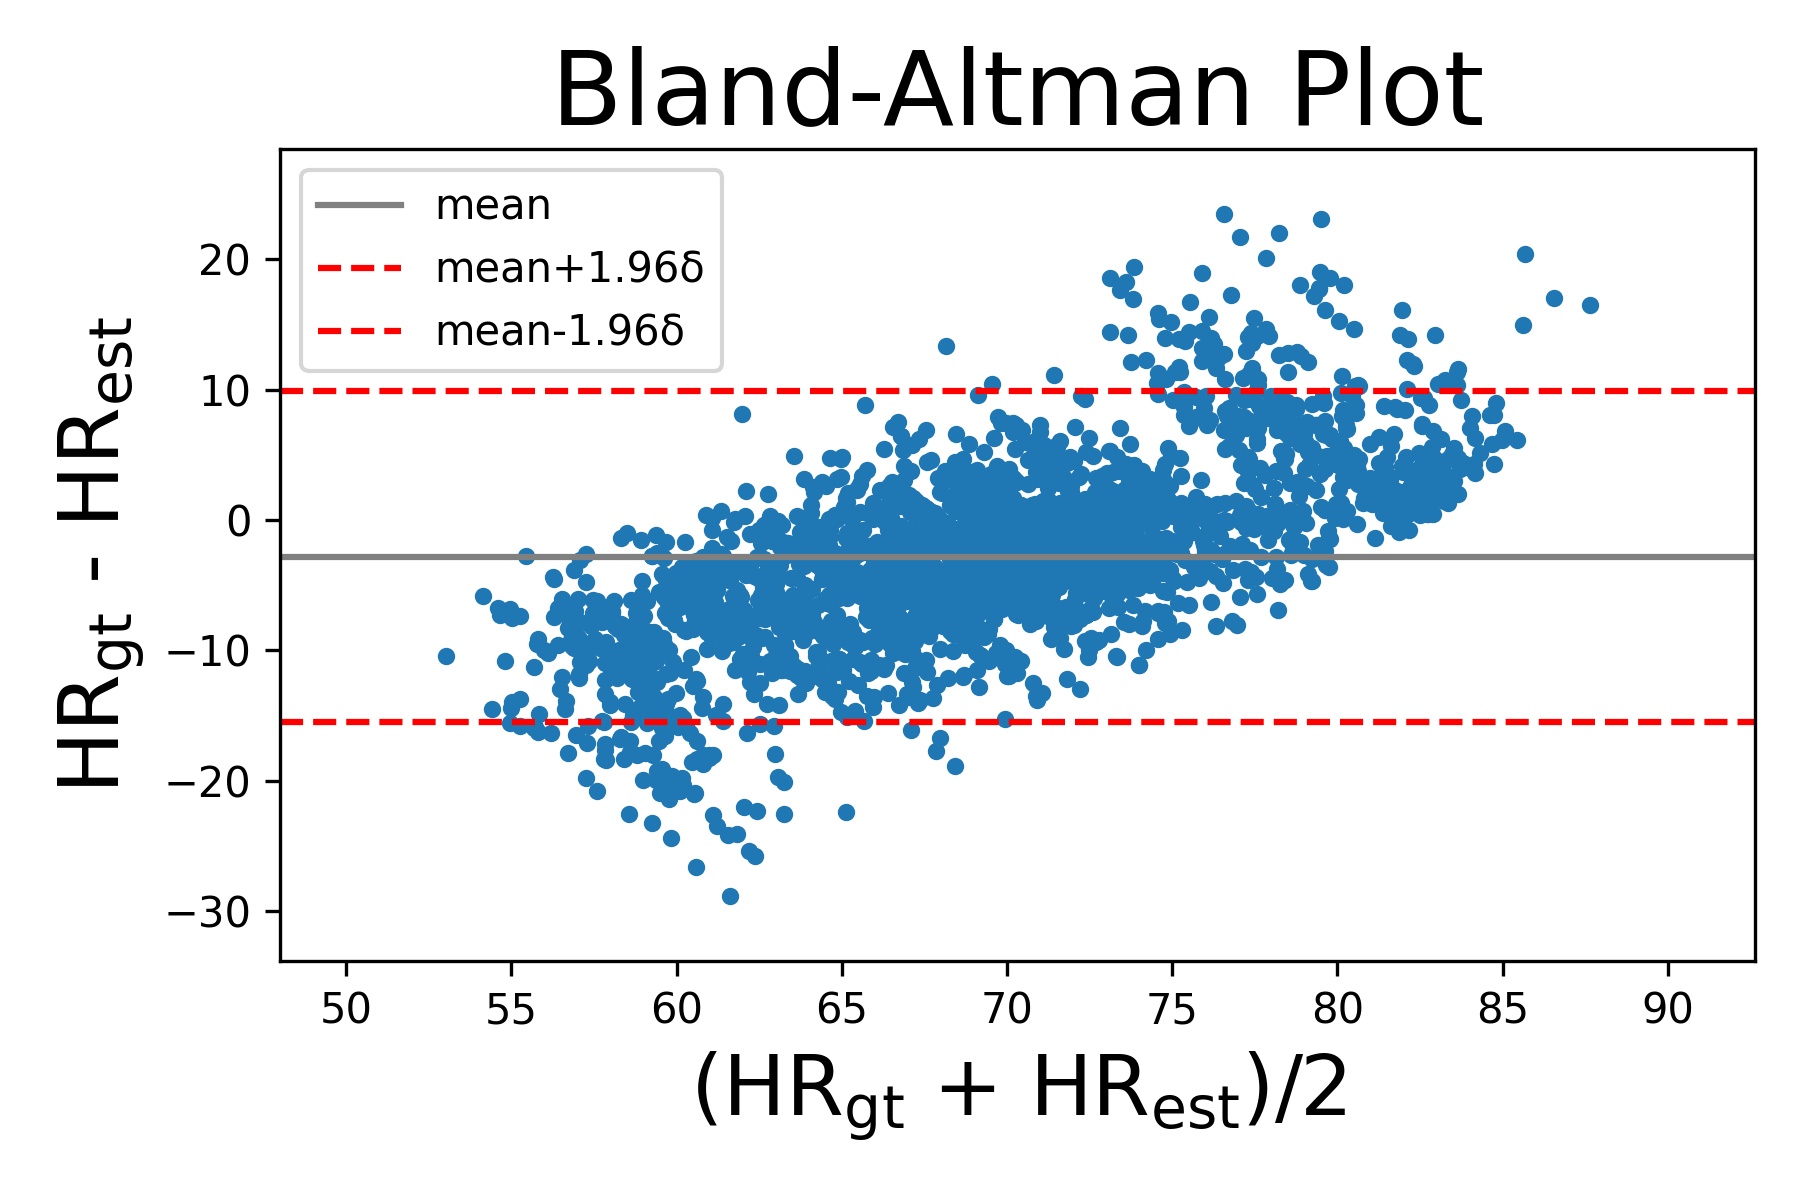 Bland-Altman Plot
mean
mean+1.96δ
mean-1.96δ
HRgt - HRest
20
10
0
−10
−20
−30
50 55 60 65 70 75 80 85 90
(HRgt + HRest)/2